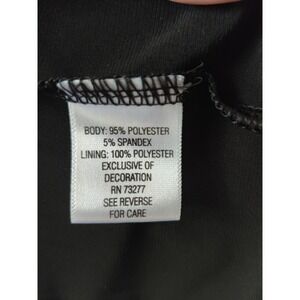 BODY: 95% POLYESTER
5% SPANDEX
LINING: 100% POLYESTER
EXCLUSIVE OF
DECORATION
RN 73277
SEE REVERSE
FOR CARE